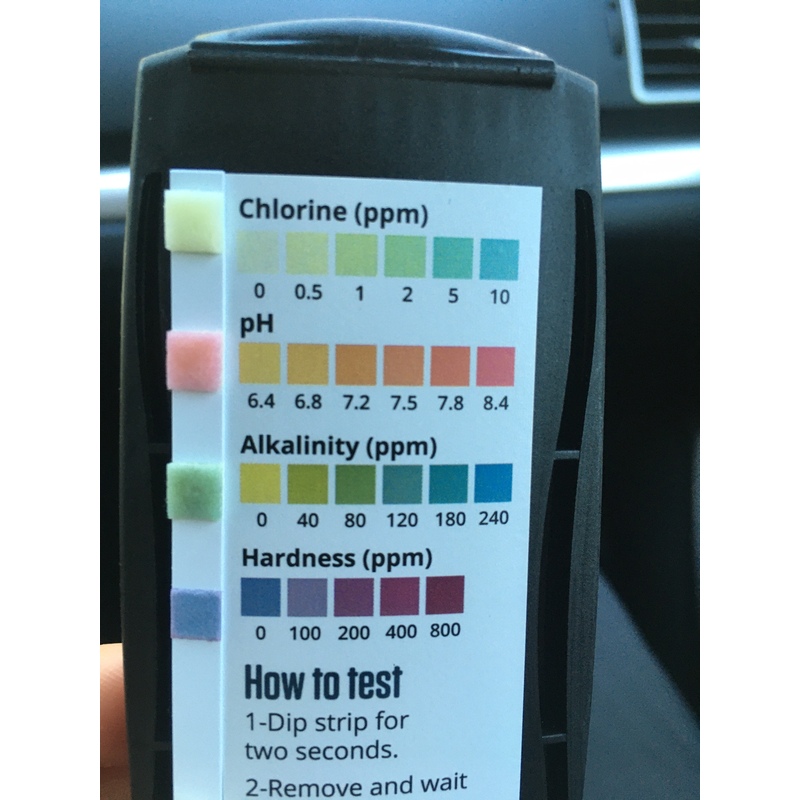 Chlorine (ppm)
0 0.5 1 2 5 10
pH
6.4 6.8 7.2 7.5 7.8 8.4
Alkalinity (ppm)
0 40 80 120 180 240
Hardness (ppm)
0 100 200 400 800
How to test
1-Dip strip for
two seconds.
2-Remove and wait